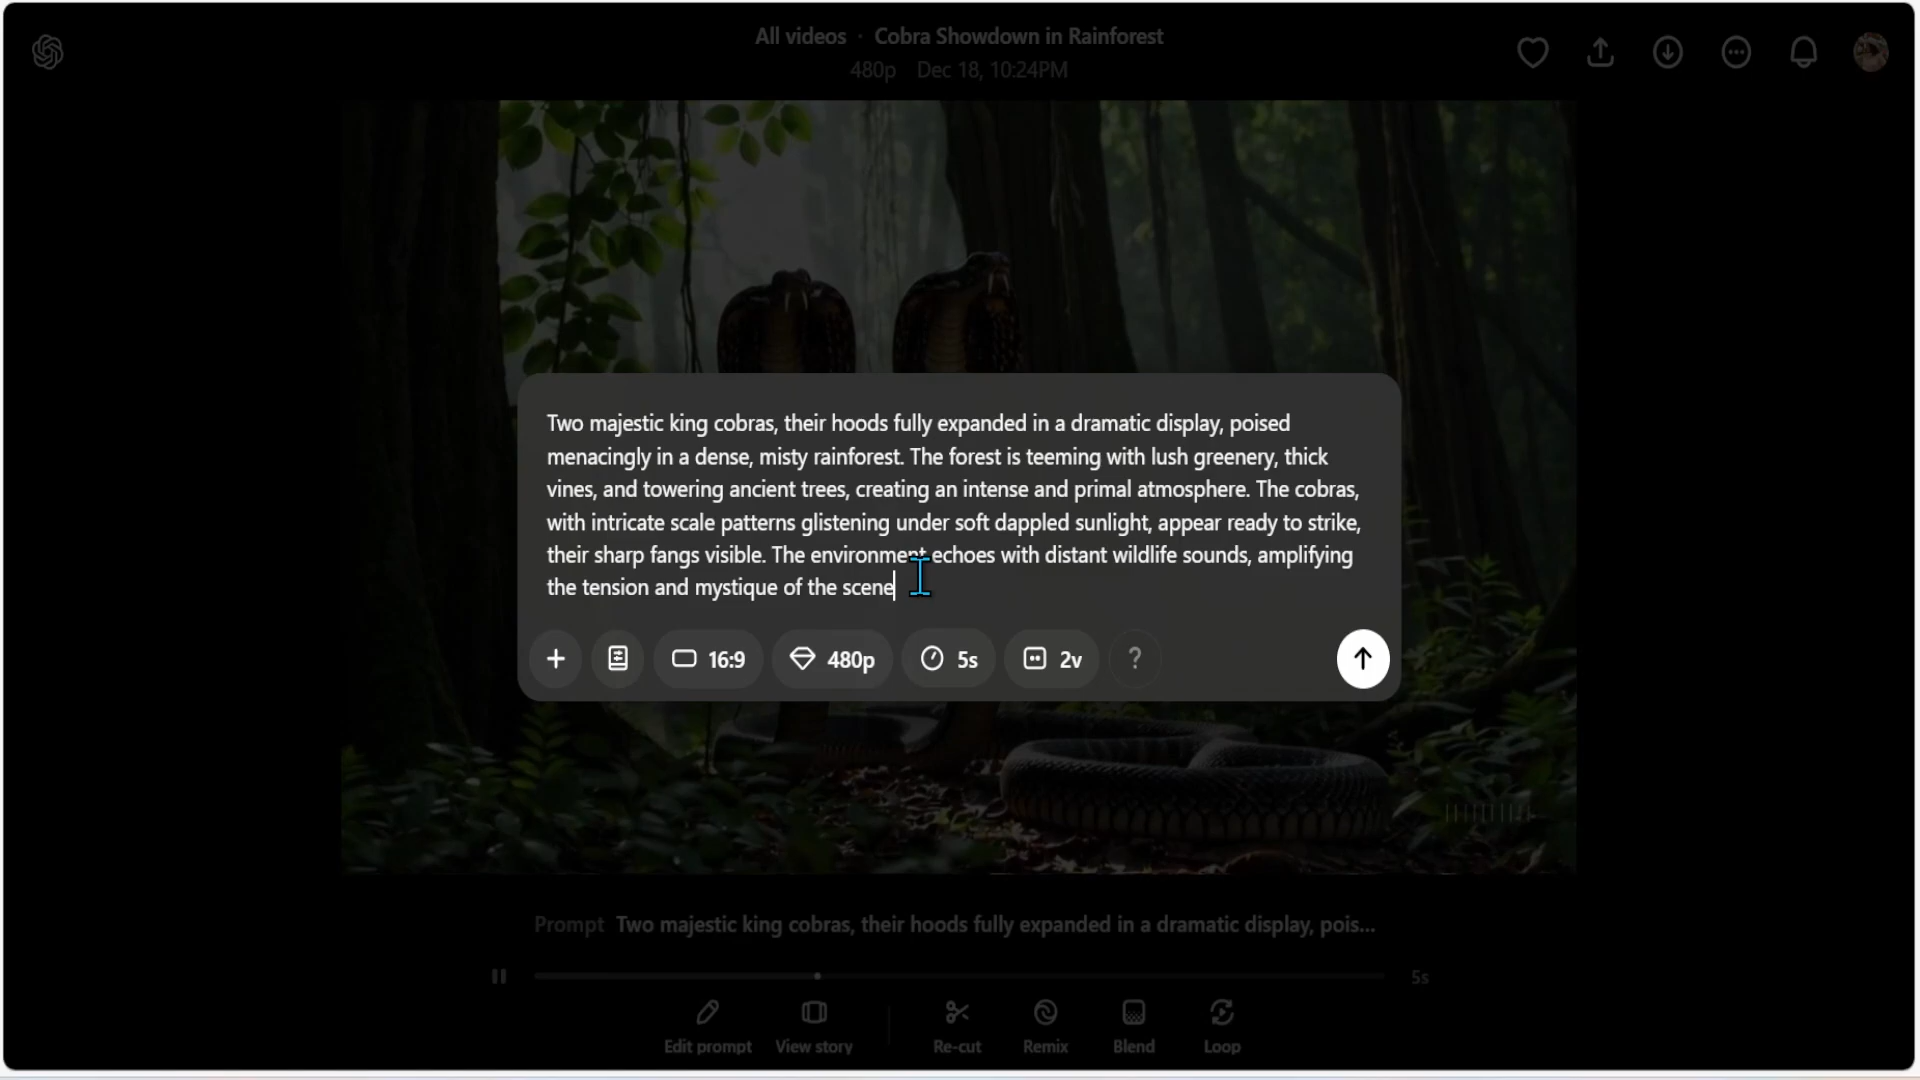 All videos · Cobra Showdown in Rainforest
480p Dec 18, 10:24PM
Two majestic king cobras, their hoods fully expanded in a dramatic display, poised
menacingly in a dense, misty rainforest. The forest is teeming with lush greenery, thick
vines, and towering ancient trees, creating an intense and primal atmosphere. The cobras,
with intricate scale patterns glistening under soft dappled sunlight, appear ready to strike,
their sharp fangs visible. The environment echoes with distant wildlife sounds, amplifying
the tension and mystique of the scene
16:9 480p 5s 2v ?
Prompt Two majestic king cobras, their hoods fully expanded in a dramatic display, pois...
5s
Edit prompt View story Re-cut Remix Blend Loop